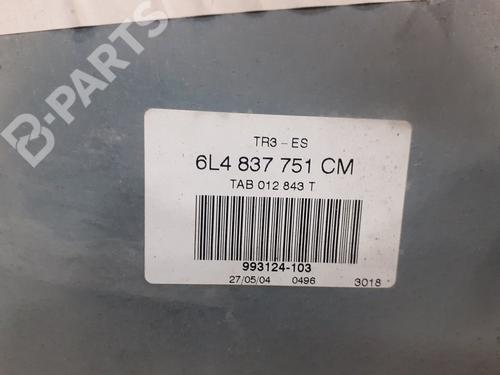 B-PARTS
TR3 - ES
6L4 837 751 CM
TAB 012 843 T
993124-103
27/05/04 0496 3018